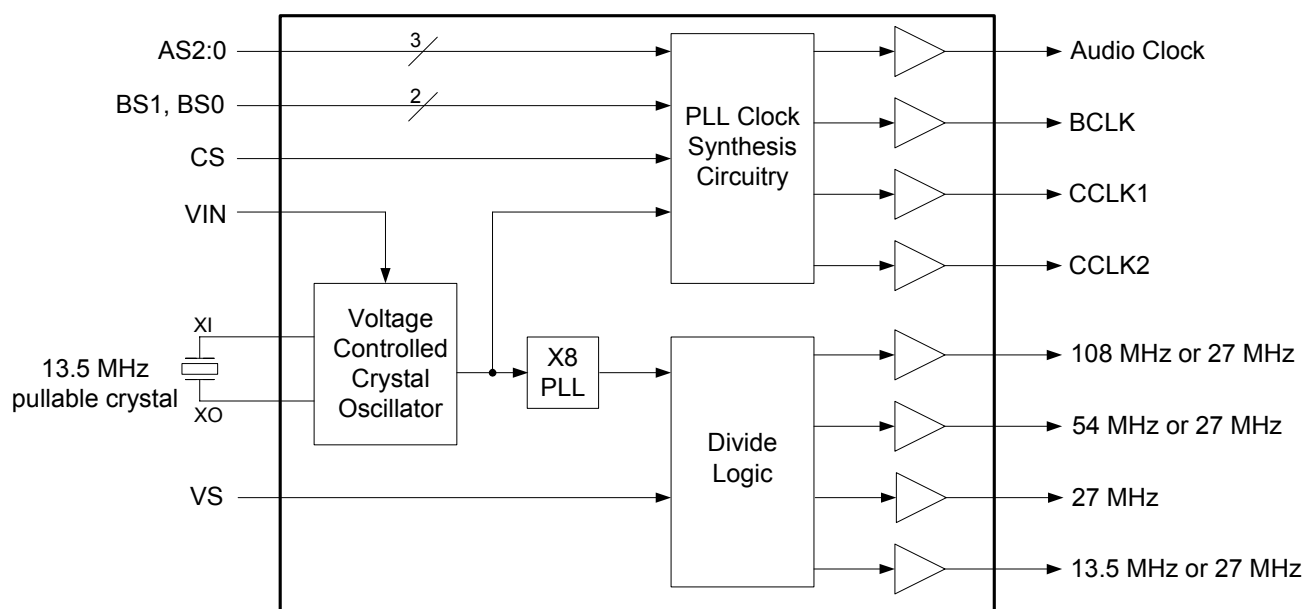 AS2:0
3
Audio Clock
BS1, BS0
2
PLL Clock
Synthesis
Circuitry
BCLK
CS
CCLK1
VIN
CCLK2
XI
13.5 MHz
pullable crystal
XO
Voltage
Controlled
Crystal
Oscillator
X8
PLL
108 MHz or 27 MHz
Divide
Logic
54 MHz or 27 MHz
VS
27 MHz
13.5 MHz or 27 MHz